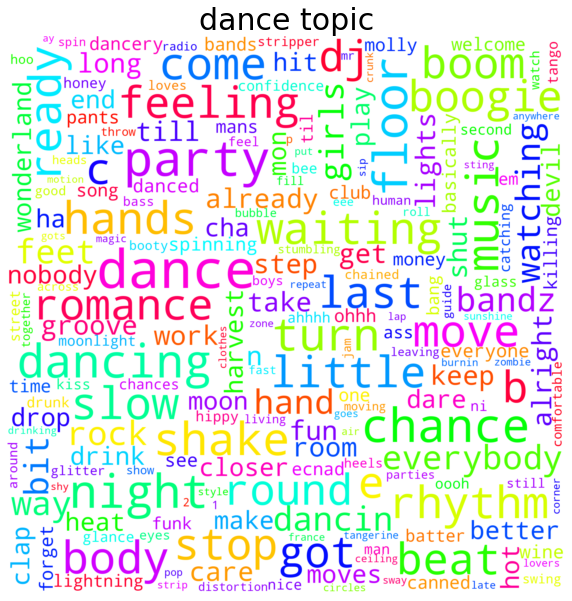 dance topic
ay spin dancery radio bands stripper mr molly welcome
hoo long come hit dj boom watch tango
honey loves confidence crunk anywhere
ready end feeling girls play floor boogie
pants throw till mans feel p til put
wonderland like party mon bee lights basically second em devil
heads motion good c danced fill eee sip music sting watching catching killing
song bass already club human roll
ha hands cha bubble waiting shut
feet spinning booty stumbling money glass
nobody gots magic step get chained bang guide bandz
across dance boys repeat last lap sunshine
street together romance take ahhhh ohhh ass move
groove zone jam leaving burnin zombie alright
moonlight work clothes turn everyone
dancing harvest n fast little keep b comfortable
time kiss chances one goes
drunk slow moon hand moving dare ni chance
drop hippy living air
drinking rock shake fun room heels everybody
bit drink see closer ecnad parties oooh still corner
around glitter show style e
way shy night 2 1 round rhythm
heat funk make dancin tangerine batter better
clap glance eyes france man beat wine
forget body stop got ceiling hot lovers
lightning pop care moves sway canned swing
strip distortion nice circles late